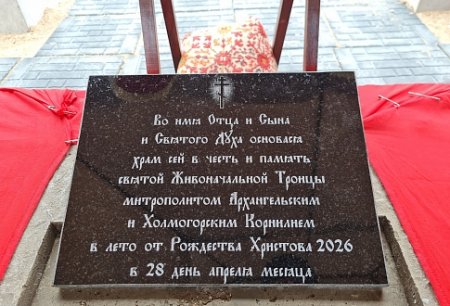 Во имя Отца и Сына
и Святого Духа основася
храм сей в честь и память
святой Живоначальной Троицы
митрополитом Архангельским
и Холмогорским Корнилием
в лето от Рождества Христова 2026
в 28 день апреля месяца